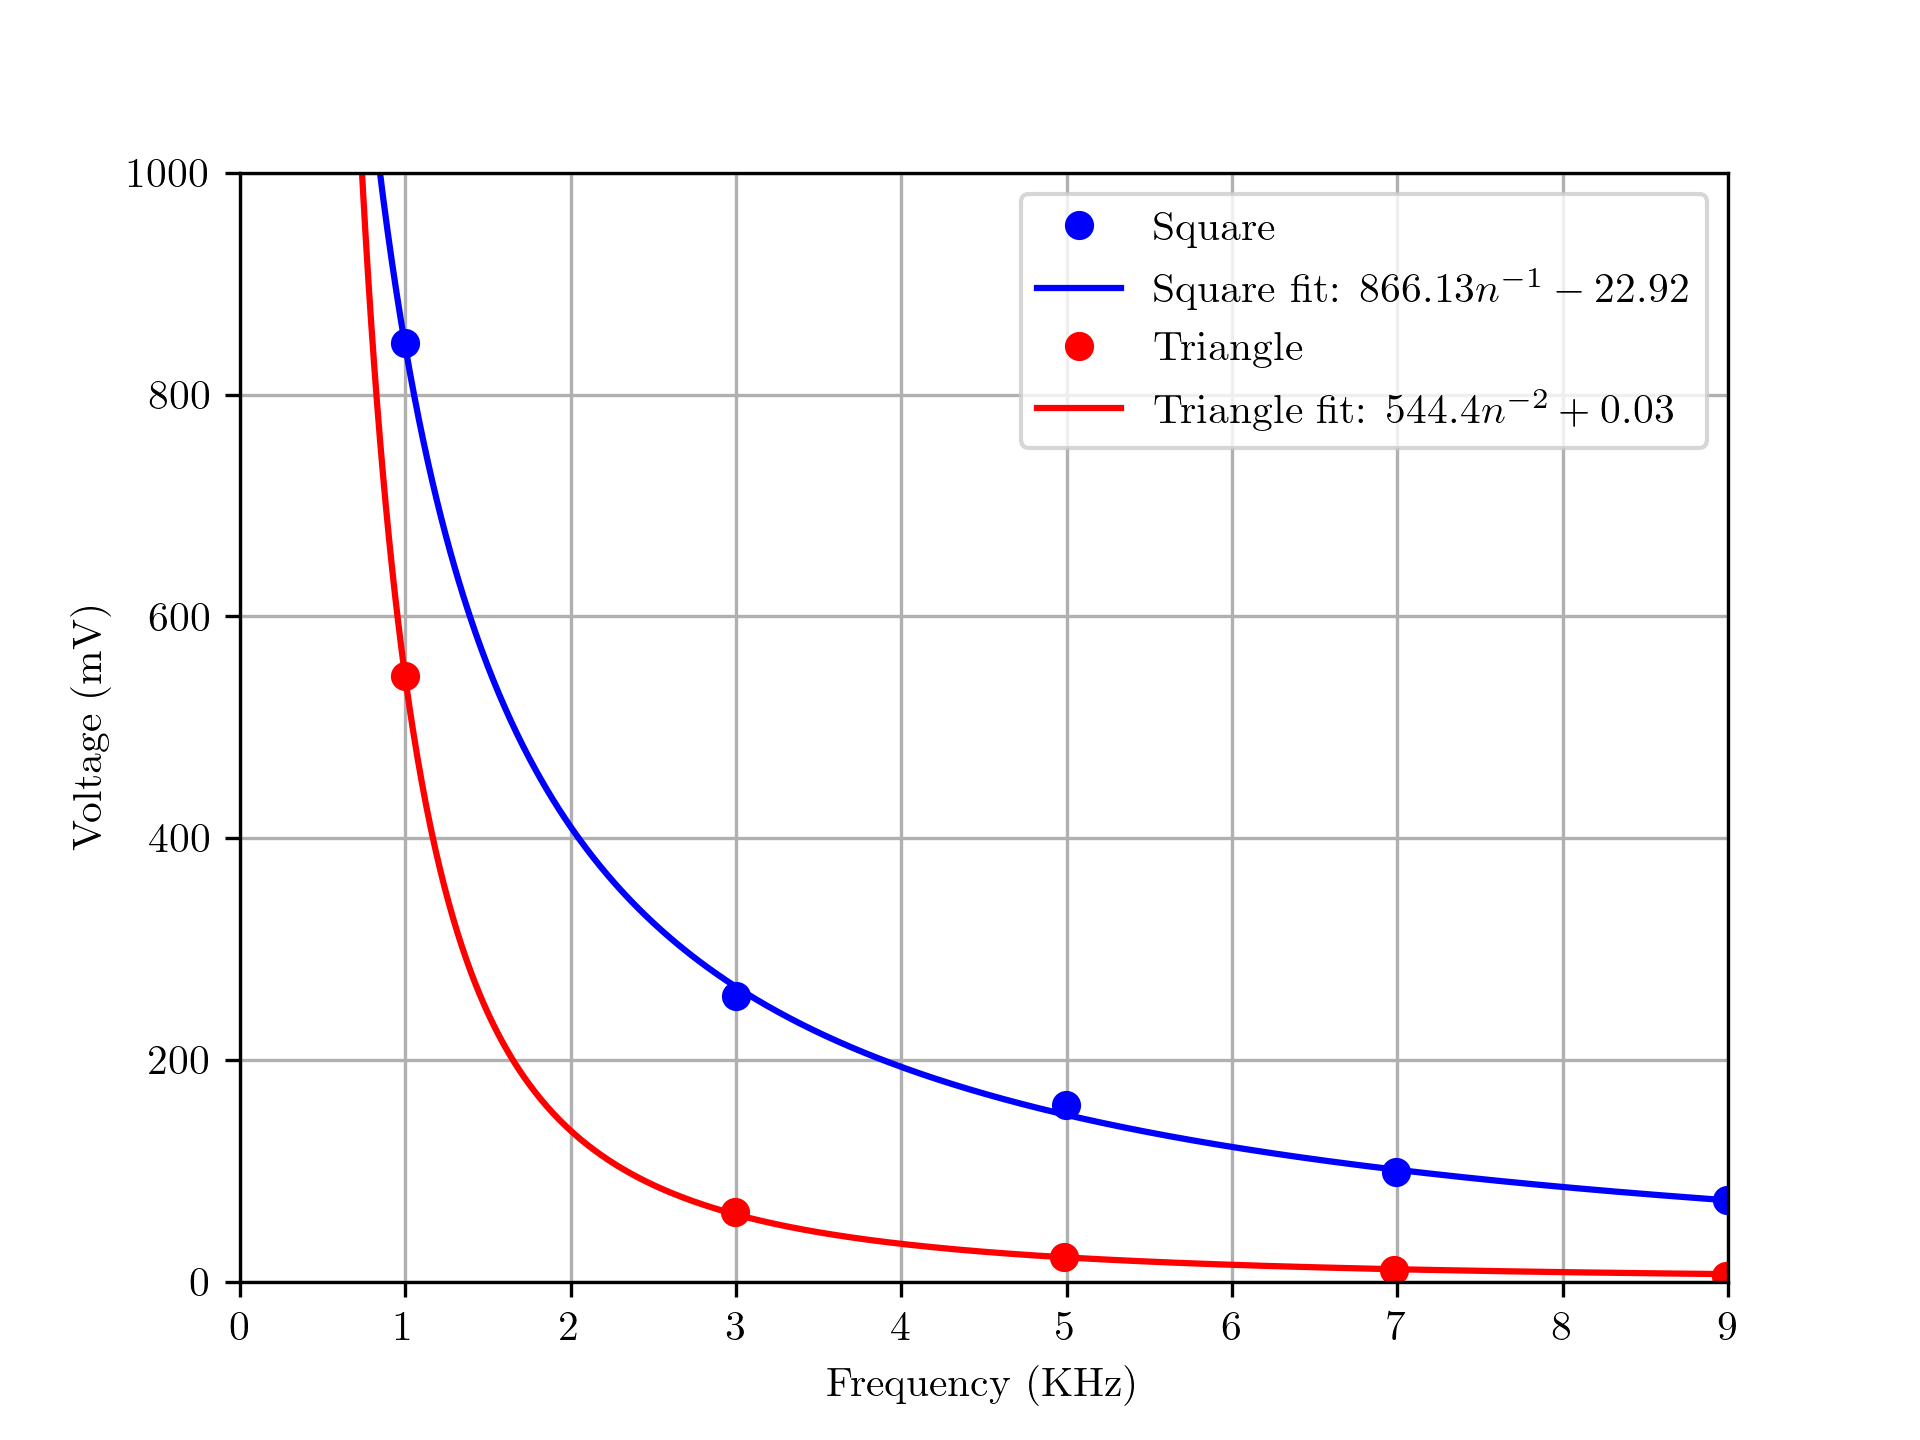 1000
800
600
400
200
0
Voltage (mV)
Square
Square fit: 866.13n⁻¹ − 22.92
Triangle
Triangle fit: 544.4n⁻² + 0.03
0 1 2 3 4 5 6 7 8 9
Frequency (KHz)